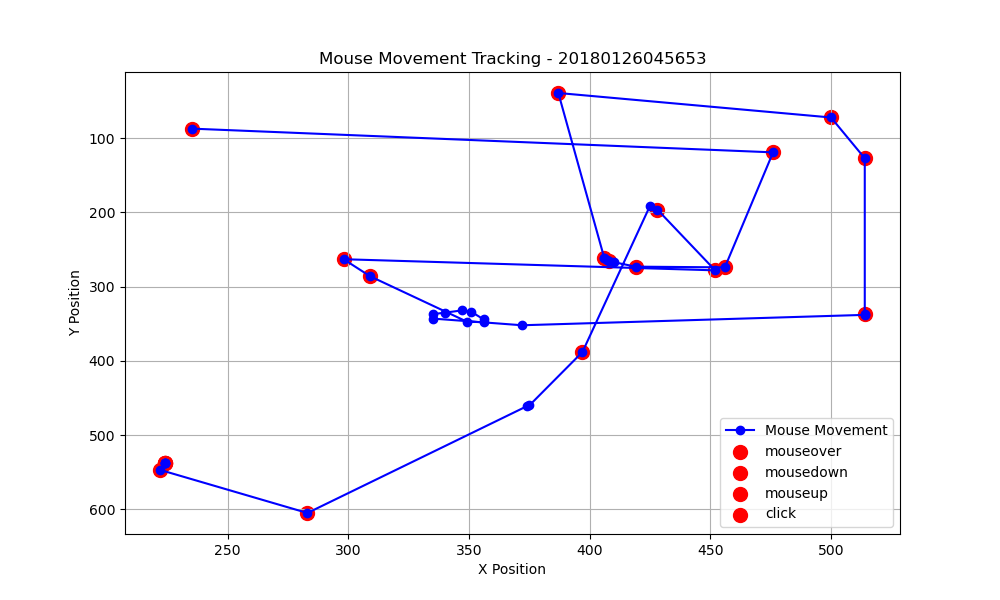 Mouse Movement Tracking - 20180126045653
100
200
300
400
500
600
Y Position
250
300
350
400
450
500
X Position
Mouse Movement
mouseover
mousedown
mouseup
click